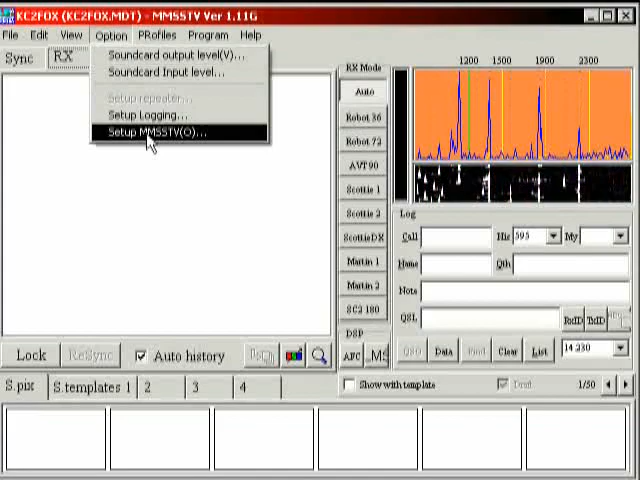 KC2FOX (KC2FOX.MDT) - MMSSTV Ver 1.11G
File Edit View Option PRofiles Program Help
Sync RX
Soundcard output level(V)...
Soundcard Input level...
Setup repeater...
Setup Logging...
Setup MMSSTV(O)...
RX Mode
Auto
Robot 36
Robot 72
AVT 90
Scottie 1
Scottie 2
ScottieDX
Martin 1
Martin 2
SC2 180
DSP
AFC
1200 1500 1900 2300
Log
Call His 595 My
Name Qth
Note
QSL RxID TxID
QSO Data Find Clear List 14.230
Lock ReSync Auto history
S.pix S.templates 1 2 3 4
Show with template Draft 1/50